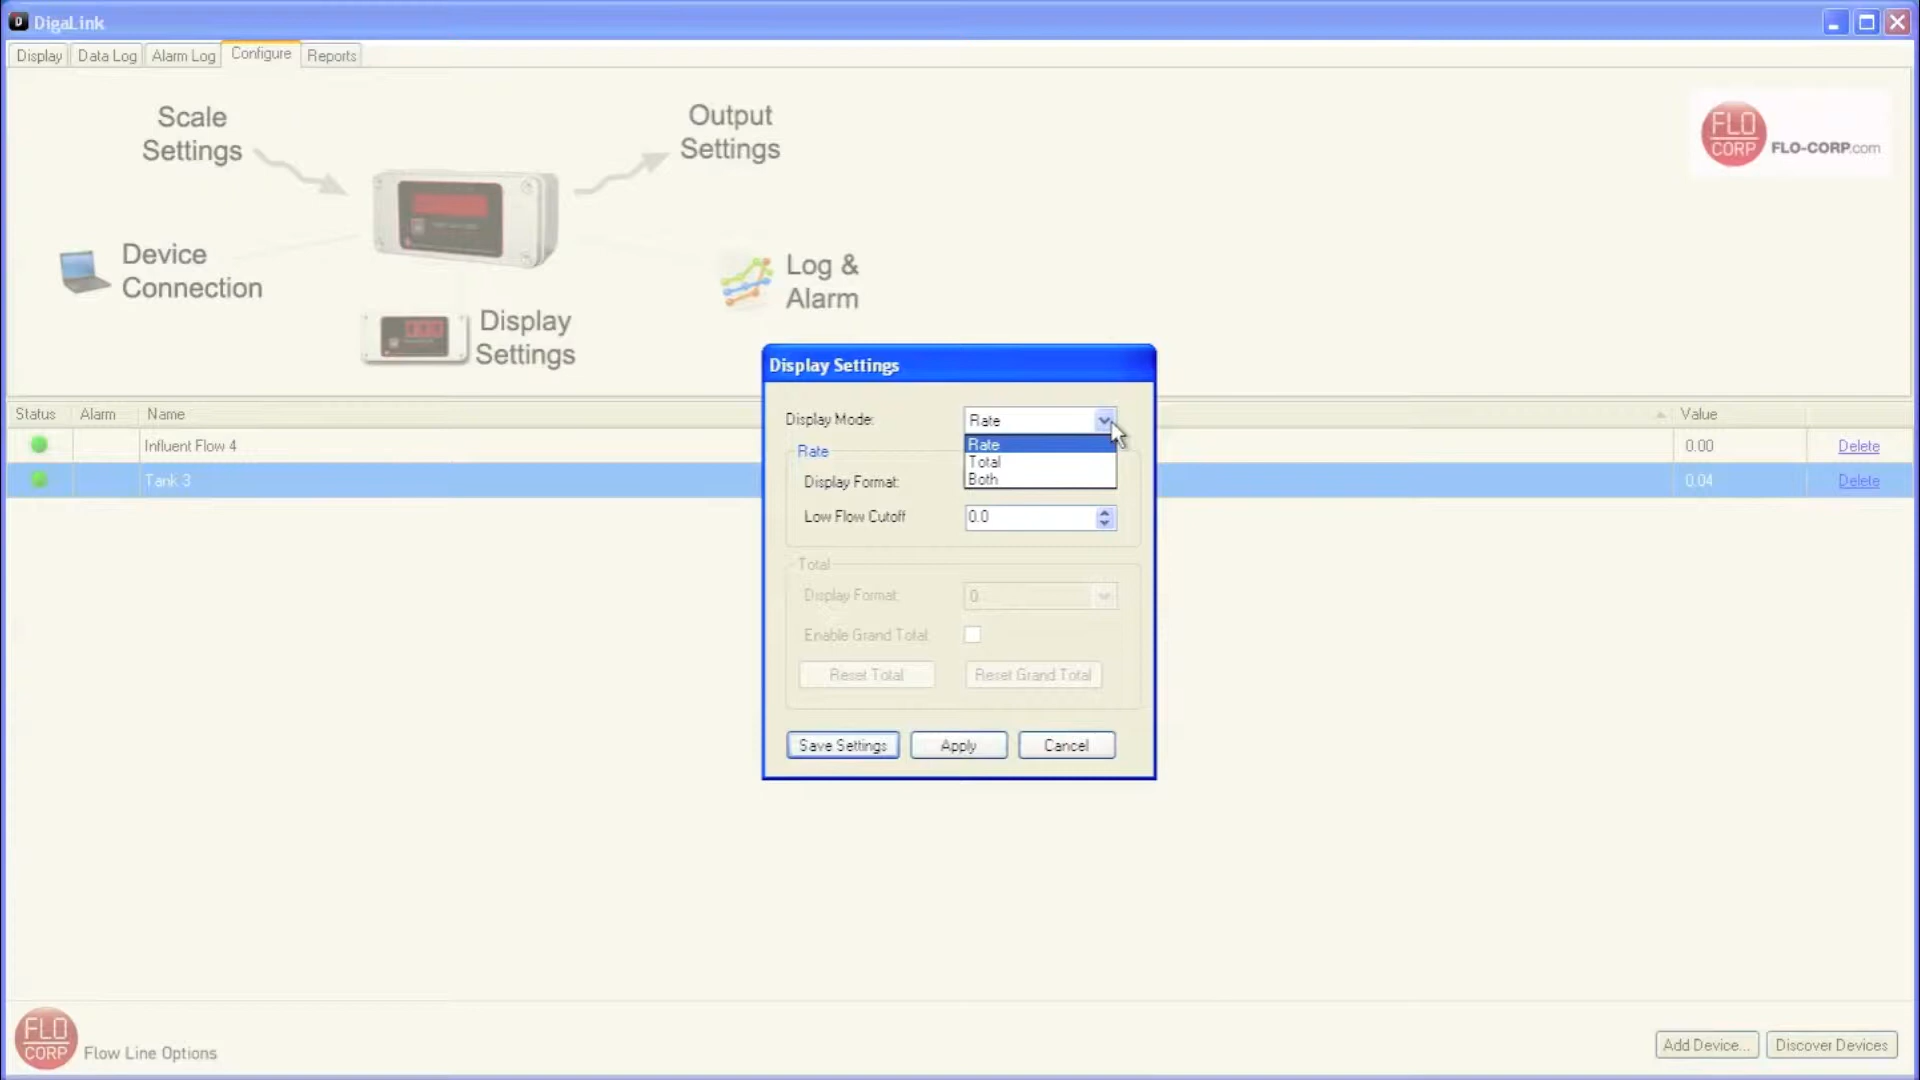 DigaLink
Display
Data Log
Alarm Log
Configure
Reports
Scale
Settings
Output
Settings
FLO
CORP
FLO-CORP.com
Device
Connection
Log &
Alarm
Display
Settings
Status
Alarm
Name
Value
Influent Flow 4
0.00
Delete
Tank 3
0.04
Delete
Display Settings
Display Mode:
Rate
Rate
Total
Both
Rate
Display Format:
Low Flow Cutoff
0.0
Total
Display Format:
0
Enable Grand Total:
Reset Total
Reset Grand Total
Save Settings
Apply
Cancel
FLO
CORP
Flow Line Options
Add Device...
Discover Devices